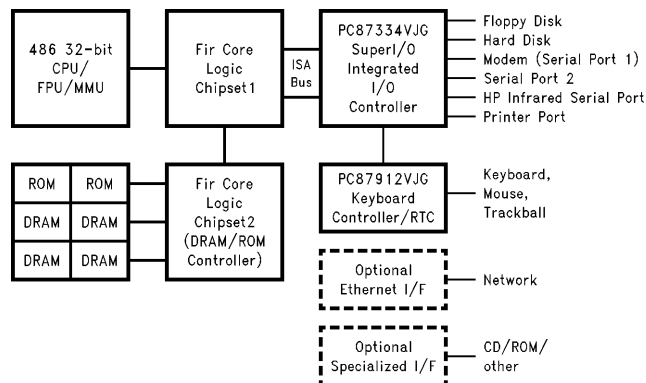 486 32-bit
CPU/
FPU/MMU
Fir Core
Logic
Chipset1
ISA
Bus
PC87334VJG
SuperI/O
Integrated
I/O
Controller
Floppy Disk
Hard Disk
Modem (Serial Port 1)
Serial Port 2
HP Infrared Serial Port
Printer Port
ROM ROM
DRAM DRAM
DRAM DRAM
Fir Core
Logic
Chipset2
(DRAM/ROM
Controller)
PC87912VJG
Keyboard
Controller/RTC
Keyboard,
Mouse,
Trackball
Optional
Ethernet I/F
Network
Optional
Specialized I/F
CD/ROM/
other